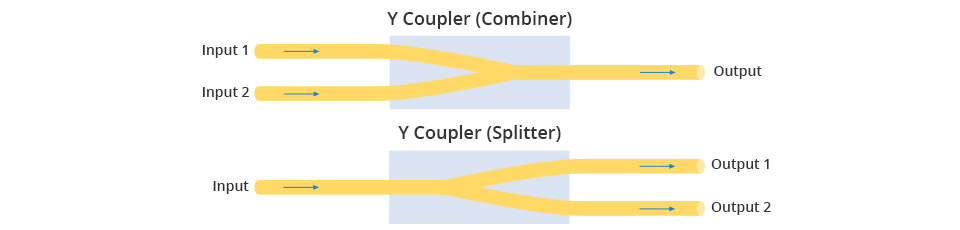 Y Coupler (Combiner)
Input 1
Input 2
Output
Y Coupler (Splitter)
Input
Output 1
Output 2